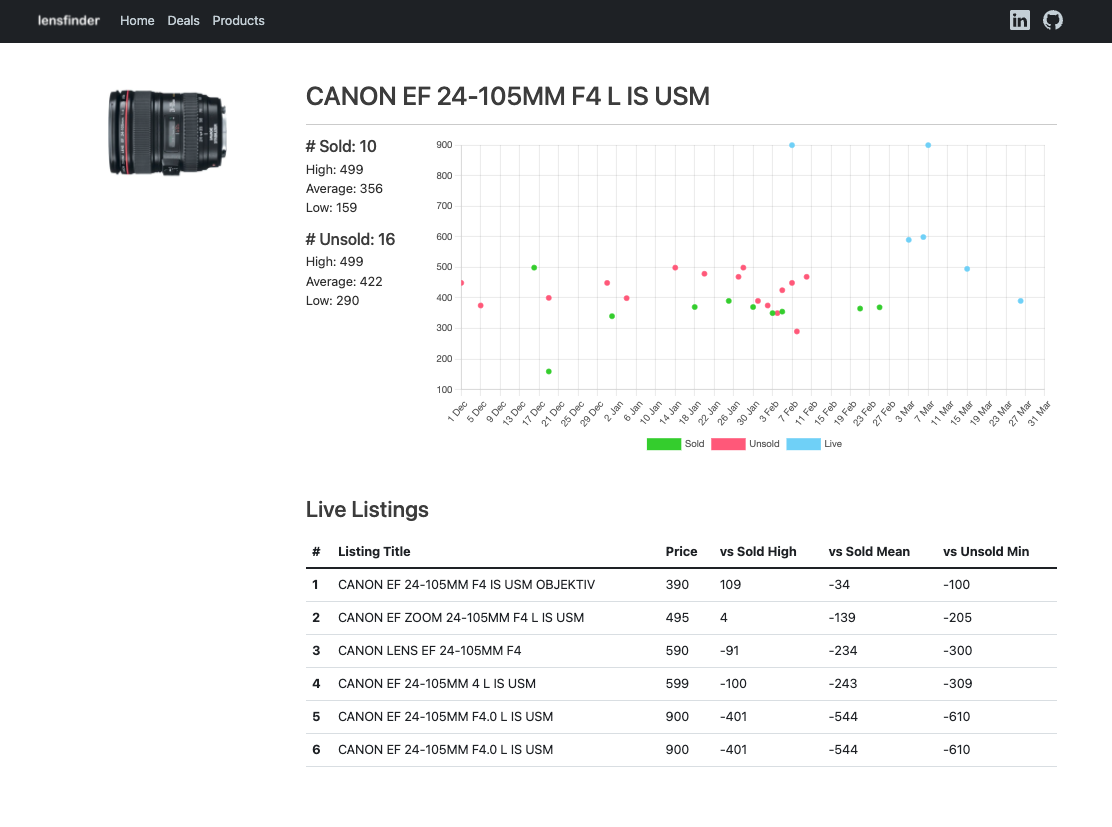 lensfinder Home Deals Products
CANON EF 24-105MM F4 L IS USM
# Sold: 10
High: 499
Average: 356
Low: 159
# Unsold: 16
High: 499
Average: 422
Low: 290
900
800
700
600
500
400
300
200
100
1 Dec 5 Dec 9 Dec 13 Dec 17 Dec 21 Dec 25 Dec 29 Dec 2 Jan 6 Jan 10 Jan 14 Jan 18 Jan 22 Jan 26 Jan 30 Jan 3 Feb 7 Feb 11 Feb 15 Feb 19 Feb 23 Feb 27 Feb 3 Mar 7 Mar 11 Mar 15 Mar 19 Mar 23 Mar 27 Mar 31 Mar
Sold Unsold Live
Live Listings
# Listing Title Price vs Sold High vs Sold Mean vs Unsold Min
1 CANON EF 24-105MM F4 IS USM OBJEKTIV 390 109 -34 -100
2 CANON EF ZOOM 24-105MM F4 L IS USM 495 4 -139 -205
3 CANON LENS EF 24-105MM F4 590 -91 -234 -300
4 CANON EF 24-105MM 4 L IS USM 599 -100 -243 -309
5 CANON EF 24-105MM F4.0 L IS USM 900 -401 -544 -610
6 CANON EF 24-105MM F4.0 L IS USM 900 -401 -544 -610